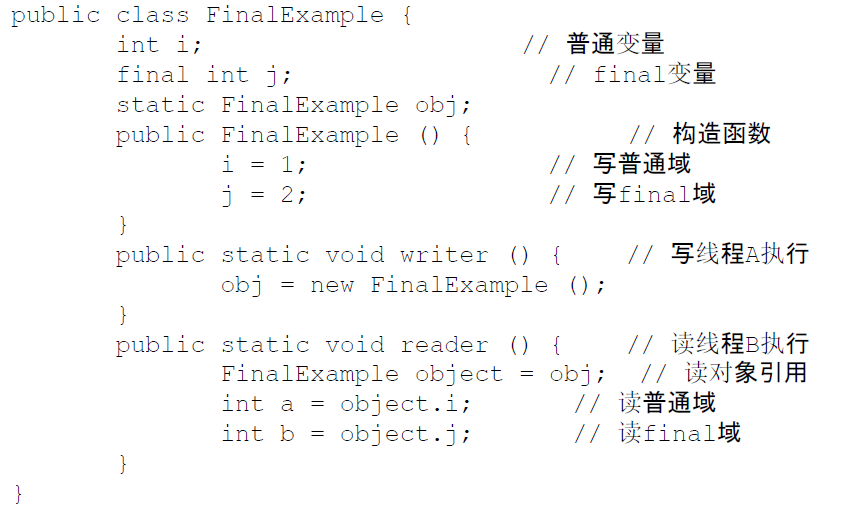 public class FinalExample {
int i; // 普通变量
final int j; // final变量
static FinalExample obj;
public FinalExample () { // 构造函数
i = 1; // 写普通域
j = 2; // 写final域
}
public static void writer () { // 写线程A执行
obj = new FinalExample ();
}
public static void reader () { // 读线程B执行
FinalExample object = obj; // 读对象引用
int a = object.i; // 读普通域
int b = object.j; // 读final域
}
}